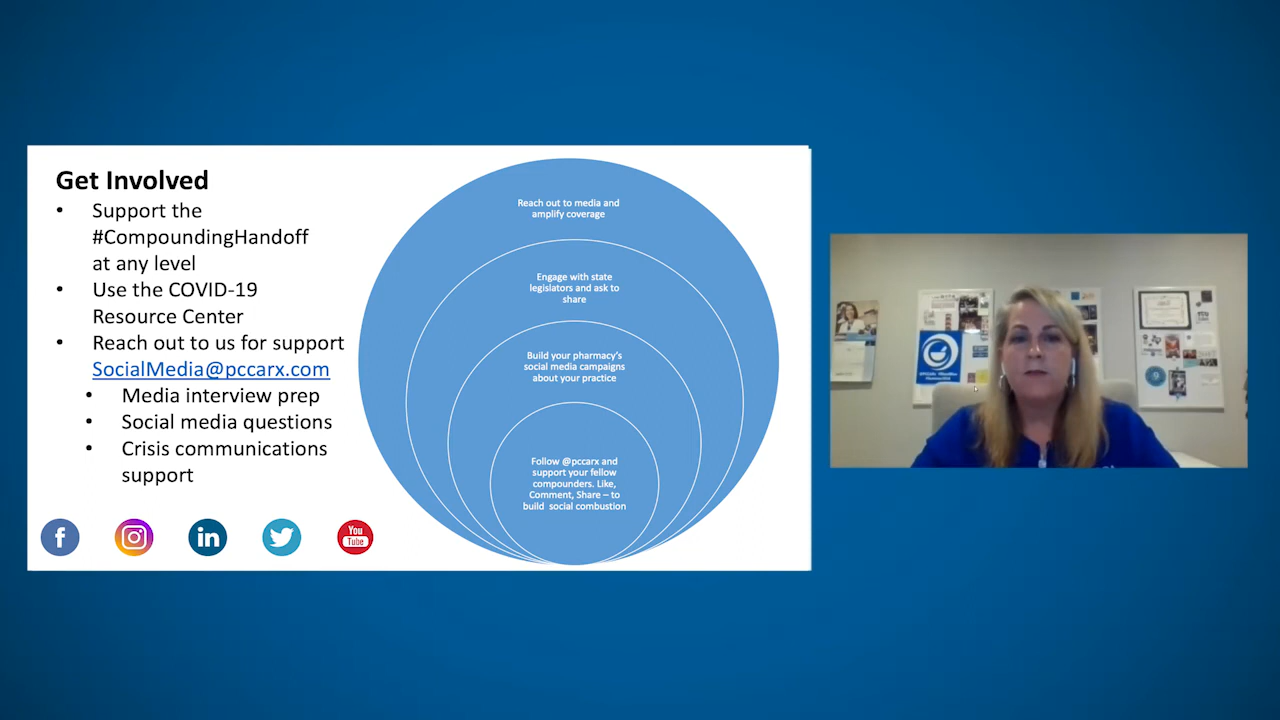 Get Involved
• Support the
#CompoundingHandoff
at any level
• Use the COVID-19
Resource Center
• Reach out to us for support
SocialMedia@pccarx.com
• Media interview prep
• Social media questions
• Crisis communications
support
f
in
You
Tube
Reach out to media and
amplify coverage
Engage with state
legislators and ask to
share
Build your pharmacy's
social media campaigns
about your practice
Follow @pccarx and
support your fellow
compounders. Like,
Comment, Share – to
build social combustion